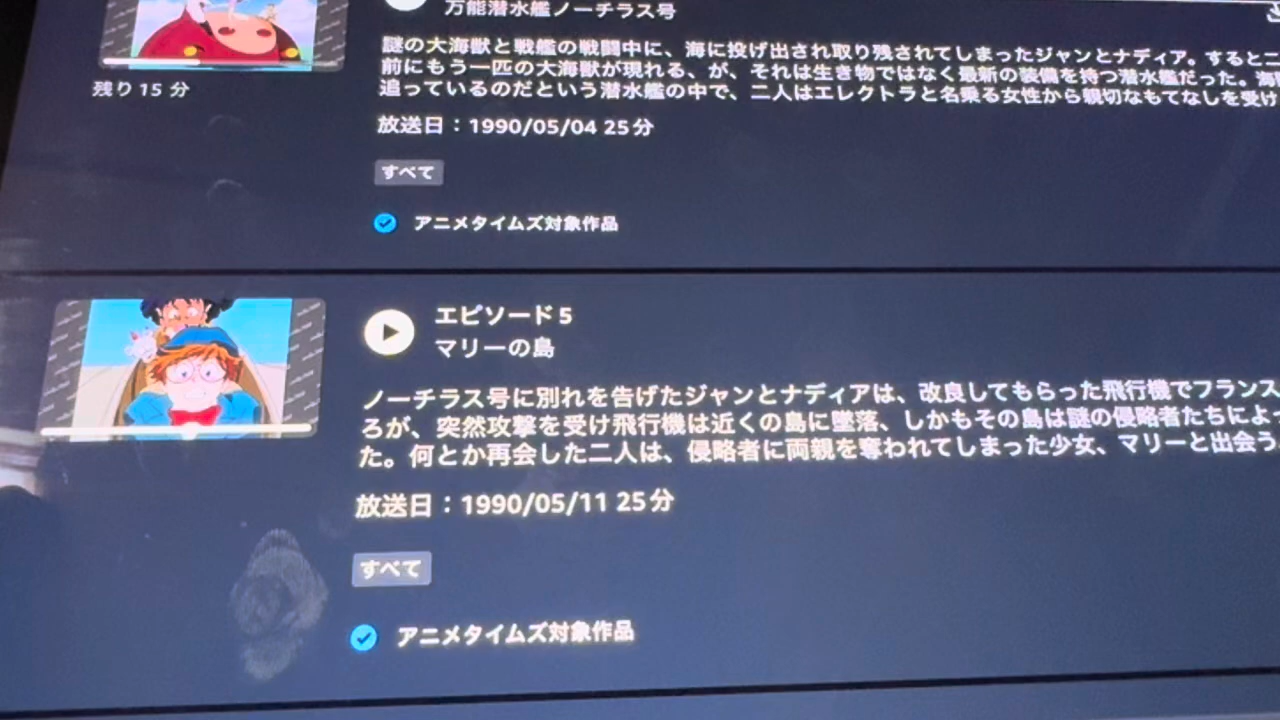 万能潜水艦ノーチラス号
謎の大海獣と戦艦の戦闘中に、海に投げ出され取り残されてしまったジャンとナディア。すると二
前にもう一匹の大海獣が現れる、が、それは生き物ではなく最新の装備を持つ潜水艦だった。海
追っているのだという潜水艦の中で、二人はエレクトラと名乗る女性から親切なもてなしを受け
残り 15 分
放送日：1990/05/04 25分
すべて
アニメタイムズ対象作品
エピソード 5
マリーの島
ノーチラス号に別れを告げたジャンとナディアは、改良してもらった飛行機でフランス
ろが、突然攻撃を受け飛行機は近くの島に墜落、しかもその島は謎の侵略者たちによっ
た。何とか再会した二人は、侵略者に両親を奪われてしまった少女、マリーと出会う
放送日：1990/05/11 25分
すべて
アニメタイムズ対象作品